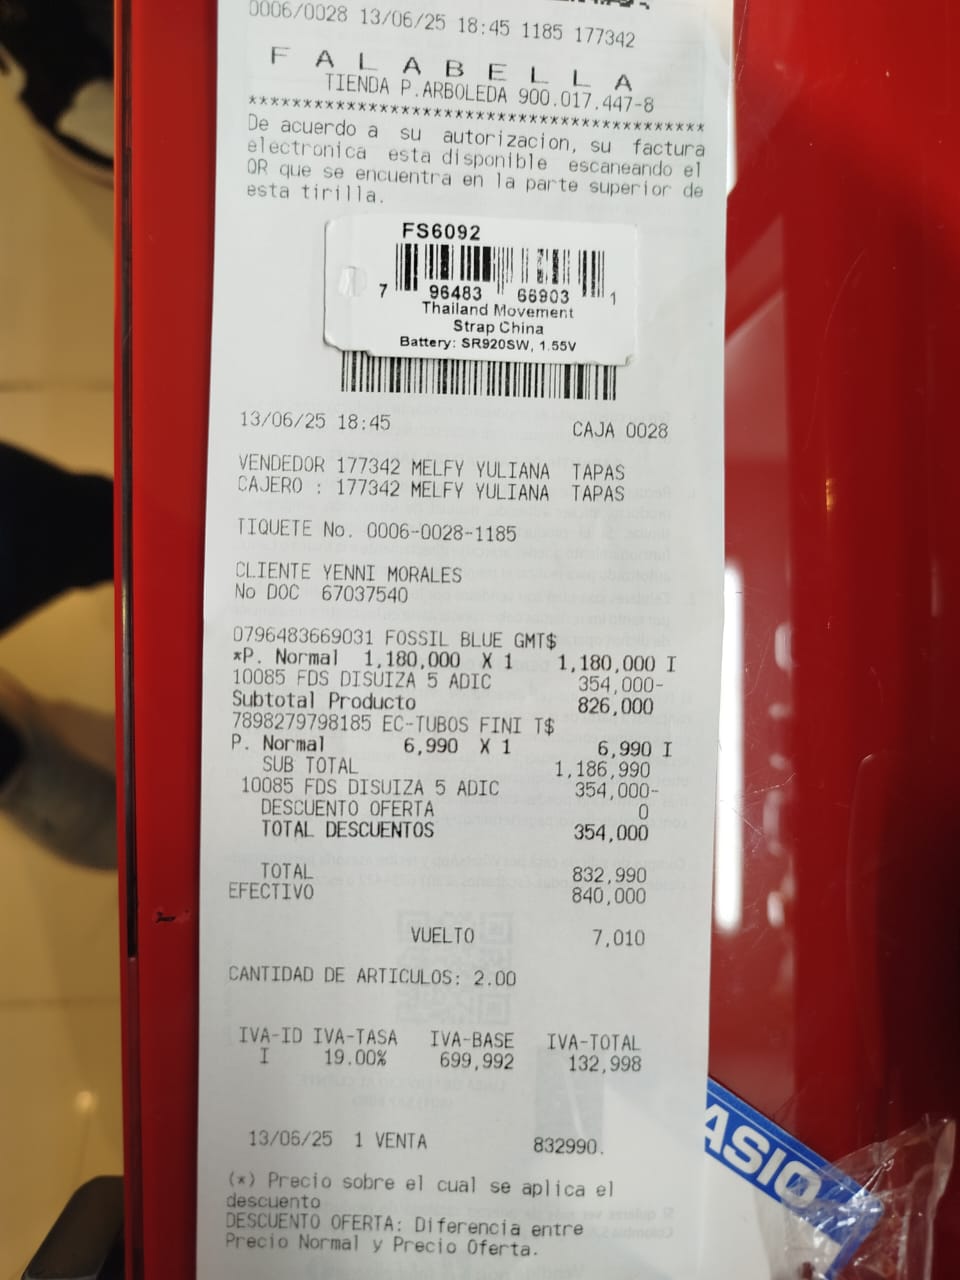 0006/0028 13/06/25 18:45 1185 177342
F A L A B E L L A
TIENDA P.ARBOLEDA 900.017.447-8
******************************************
De acuerdo a su autorizacion, su factura
electronica esta disponible escaneando el
QR que se encuentra en la parte superior de
esta tirilla.
FS6092
7 96483 66903 1
Thailand Movement
Strap China
Battery: SR920SW, 1.55V
13/06/25 18:45 CAJA 0028
VENDEDOR 177342 MELFY YULIANA TAPAS
CAJERO : 177342 MELFY YULIANA TAPAS
TIQUETE No. 0006-0028-1185
CLIENTE YENNI MORALES
No DOC 67037540
0796483669031 FOSSIL BLUE GMT$
*P. Normal 1,180,000 X 1 1,180,000 I
10085 FDS DISUIZA 5 ADIC 354,000-
Subtotal Producto 826,000
7898279798185 EC-TUBOS FINI T$
P. Normal 6,990 X 1 6,990 I
SUB TOTAL 1,186,990
10085 FDS DISUIZA 5 ADIC 354,000-
DESCUENTO OFERTA 0
TOTAL DESCUENTOS 354,000
TOTAL 832,990
EFECTIVO 840,000
VUELTO 7,010
CANTIDAD DE ARTICULOS: 2.00
IVA-ID IVA-TASA IVA-BASE IVA-TOTAL
I 19.00% 699,992 132,998
13/06/25 1 VENTA 832990.
(*) Precio sobre el cual se aplica el
descuento
DESCUENTO OFERTA: Diferencia entre
Precio Normal y Precio Oferta.
ASIO